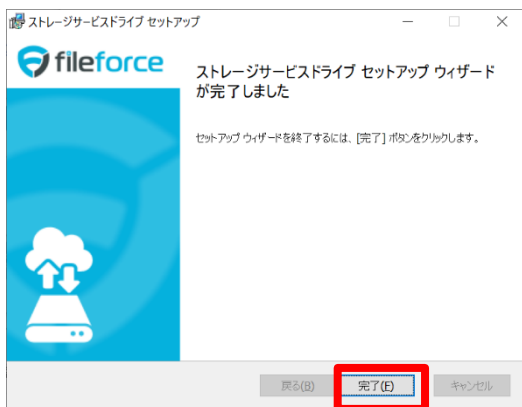 ストレージサービスドライブ セットアップ
fileforce
ストレージサービスドライブ セットアップ ウィザード
が完了しました
セットアップ ウィザードを終了するには、[完了] ボタンをクリックします。
戻る(B)
完了(F)
キャンセル